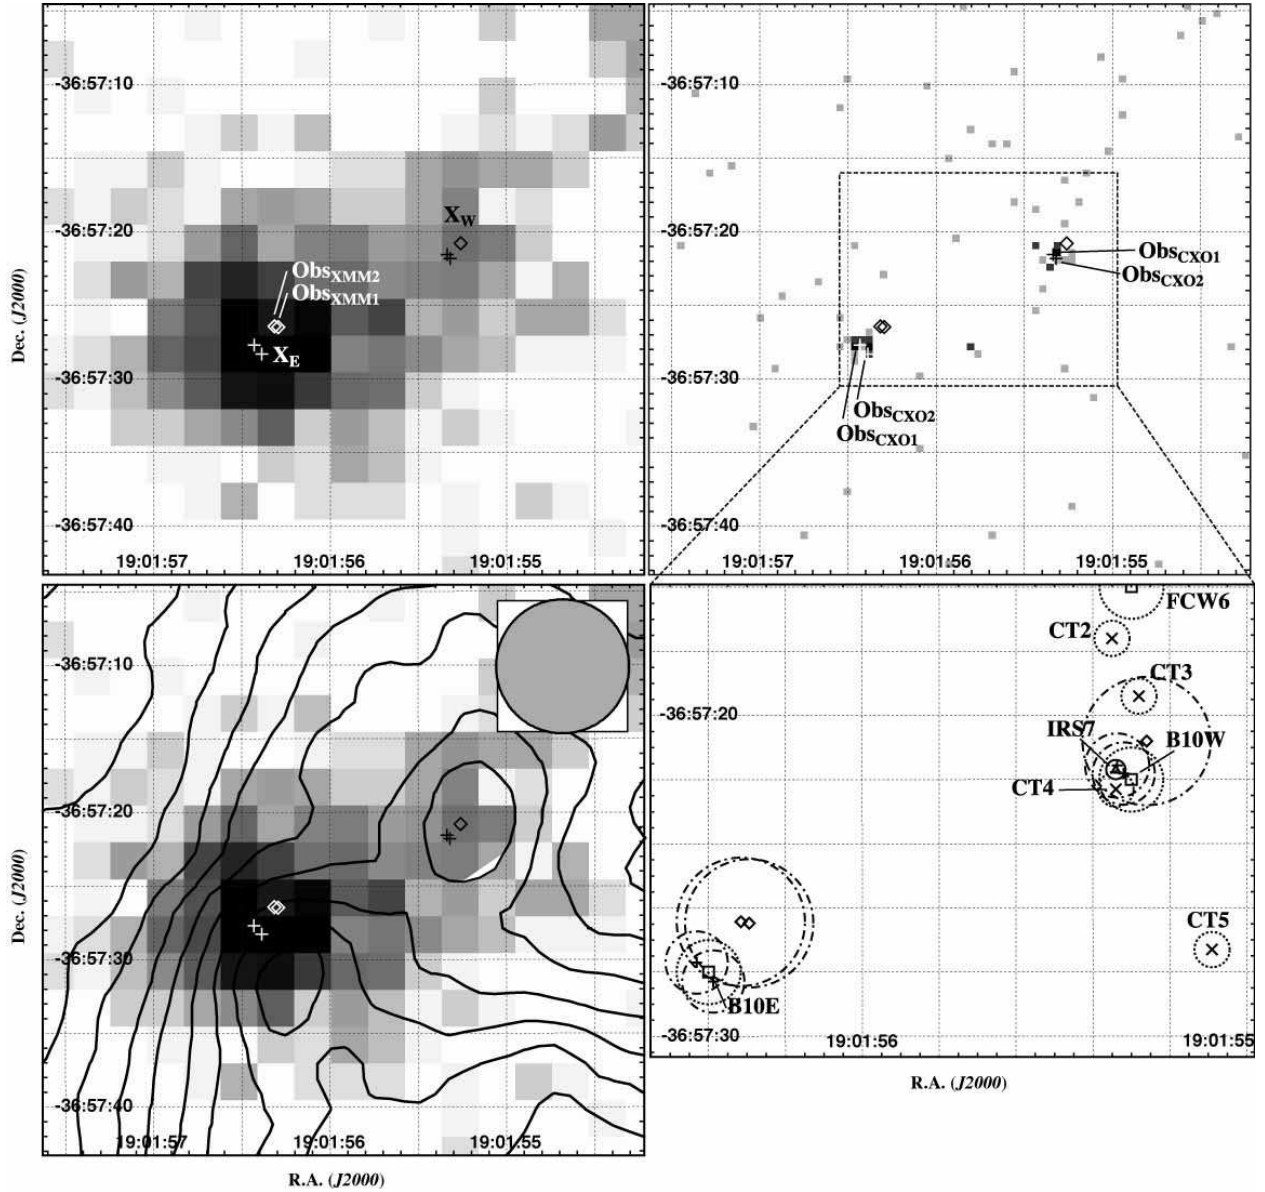 -36:57:10
-36:57:20
-36:57:30
-36:57:40
19:01:57
19:01:56
19:01:55
Dec. (J2000)
X_W
Obs_XMM2
Obs_XMM1
X_E
-36:57:10
-36:57:20
-36:57:30
-36:57:40
19:01:57
19:01:56
19:01:55
Obs_CXO1
Obs_CXO2
Obs_CXO2
Obs_CXO1
-36:57:10
-36:57:20
-36:57:30
-36:57:40
19:01:57
19:01:56
19:01:55
Dec. (J2000)
R.A. (J2000)
FCW6
CT2
CT3
-36:57:20
IRS7
B10W
CT4
CT5
B10E
-36:57:30
19:01:56
19:01:55
R.A. (J2000)